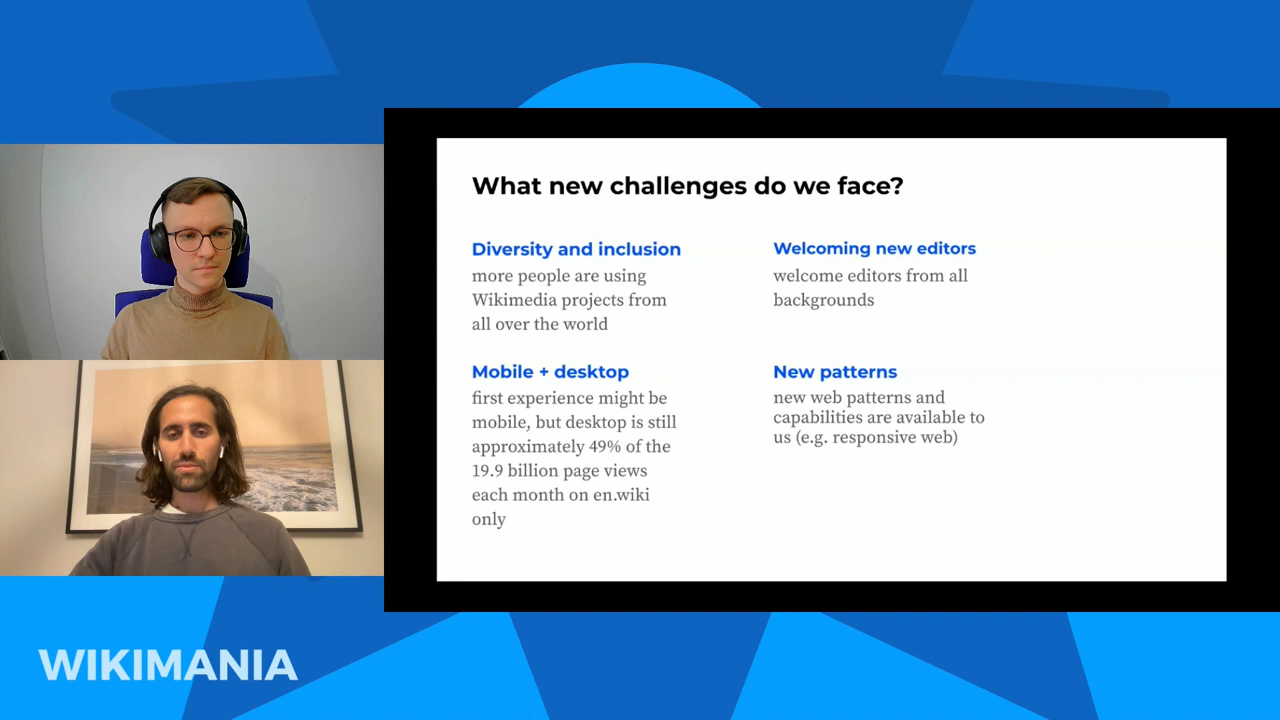 What new challenges do we face?
Diversity and inclusion
more people are using
Wikimedia projects from
all over the world
Welcoming new editors
welcome editors from all
backgrounds
Mobile + desktop
first experience might be
mobile, but desktop is still
approximately 49% of the
19.9 billion page views
each month on en.wiki
only
New patterns
new web patterns and
capabilities are available to
us (e.g. responsive web)
WIKIMANIA